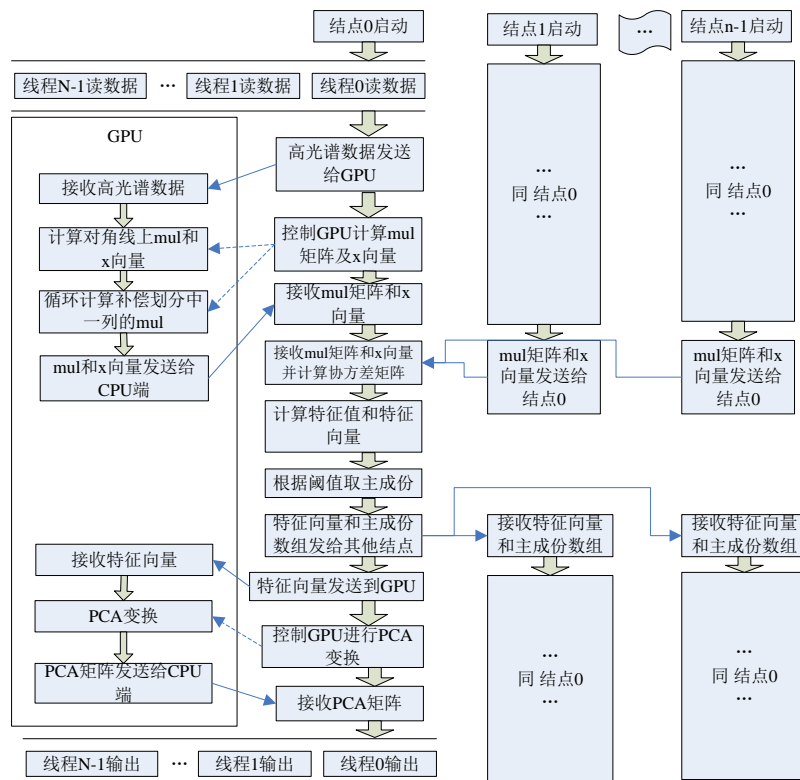 结点0启动
结点1启动
...
结点n-1启动
线程N-1读数据
...
线程1读数据
线程0读数据
GPU
高光谱数据发送
给GPU
接收高光谱数据
...
同 结点0
...
...
同 结点0
...
计算对角线上mul和
x向量
控制GPU计算mul
矩阵及x向量
循环计算补偿划分中
一列的mul
接收mul矩阵和x
向量
mul和x向量发送给
CPU端
接收mul矩阵和x向量
并计算协方差矩阵
mul矩阵和x
向量发送给
结点0
mul矩阵和x
向量发送给
结点0
计算特征值和特征
向量
根据阈值取主成份
特征向量和主成份
数组发给其他结点
接收特征向量
和主成份数组
接收特征向量
和主成份数组
接收特征向量
特征向量发送到GPU
PCA变换
控制GPU进行PCA
变换
...
同 结点0
...
...
同 结点0
...
PCA矩阵发送给CPU
端
接收PCA矩阵
线程N-1输出
...
线程1输出
线程0输出